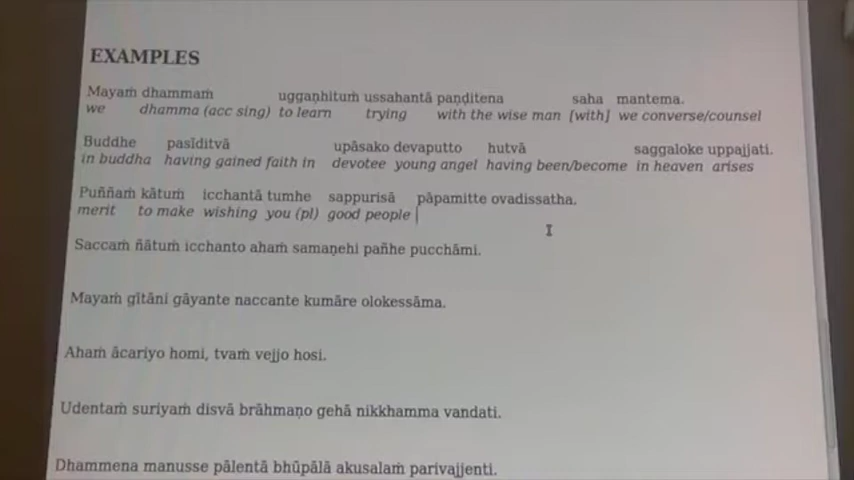 EXAMPLES
Mayaṁ dhammaṁ uggaṇhituṁ ussahantā paṇḍitena saha mantema.
we dhamma (acc sing) to learn trying with the wise man [with] we converse/counsel
Buddhe pasīditvā upāsako devaputto hutvā saggaloke uppajjati.
in buddha having gained faith in devotee young angel having been/become in heaven arises
Puññaṁ kātuṁ icchantā tumhe sappurisā pāpamitte ovadissatha.
merit to make wishing you (pl) good people
Saccaṁ ñātuṁ icchanto ahaṁ samaṇehi pañhe pucchāmi.
Mayaṁ gītāni gāyante naccante kumāre olokessāma.
Ahaṁ ācariyo homi, tvaṁ vejjo hosi.
Udentaṁ suriyaṁ disvā brāhmaṇo gehā nikkhamma vandati.
Dhammena manusse pālentā bhūpālā akusalaṁ parivajjenti.